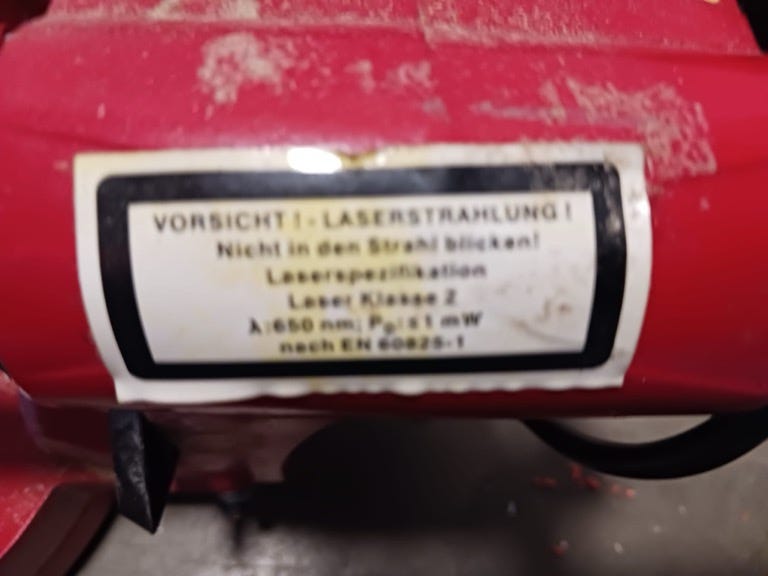 VORSICHT ! - LASERSTRAHLUNG !
Nicht in den Strahl blicken!
Laserspezifikation
Laser Klasse 2
λ:650 nm; P₀:≤1 mW
nach EN 60825-1